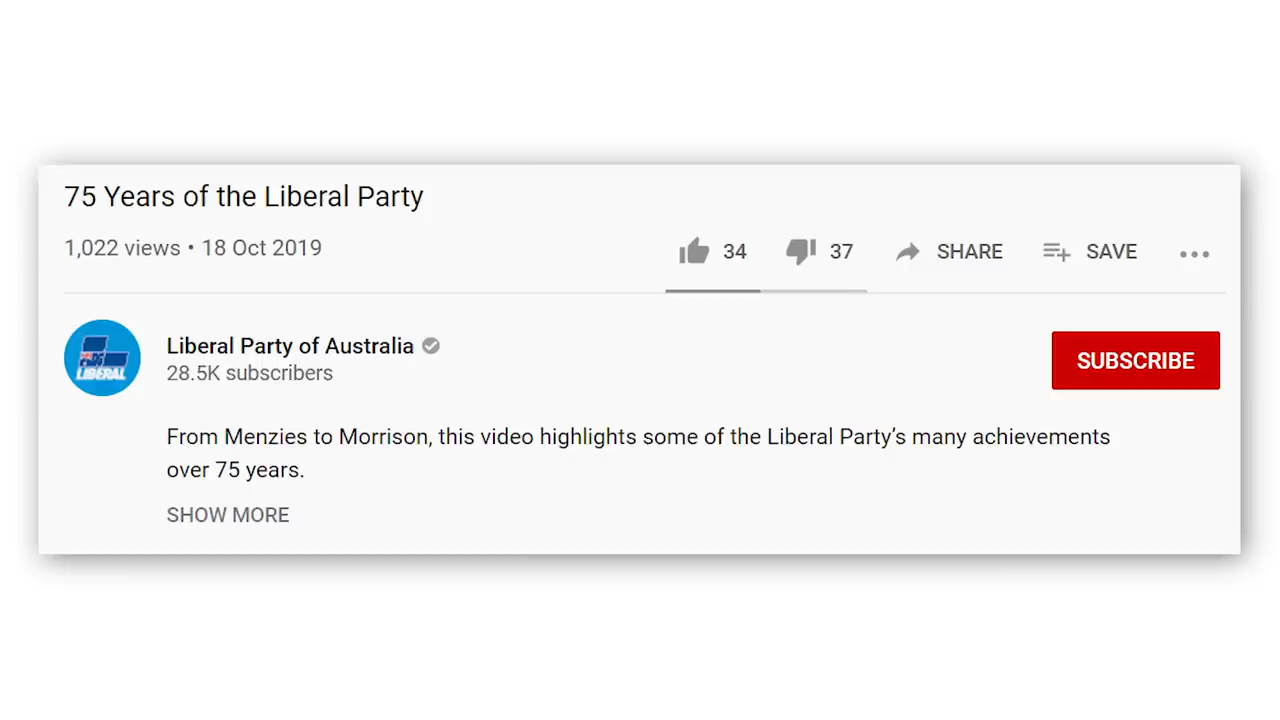 75 Years of the Liberal Party
1,022 views • 18 Oct 2019
34 37 SHARE SAVE
LIBERAL
Liberal Party of Australia
28.5K subscribers
SUBSCRIBE
From Menzies to Morrison, this video highlights some of the Liberal Party’s many achievements
over 75 years.
SHOW MORE